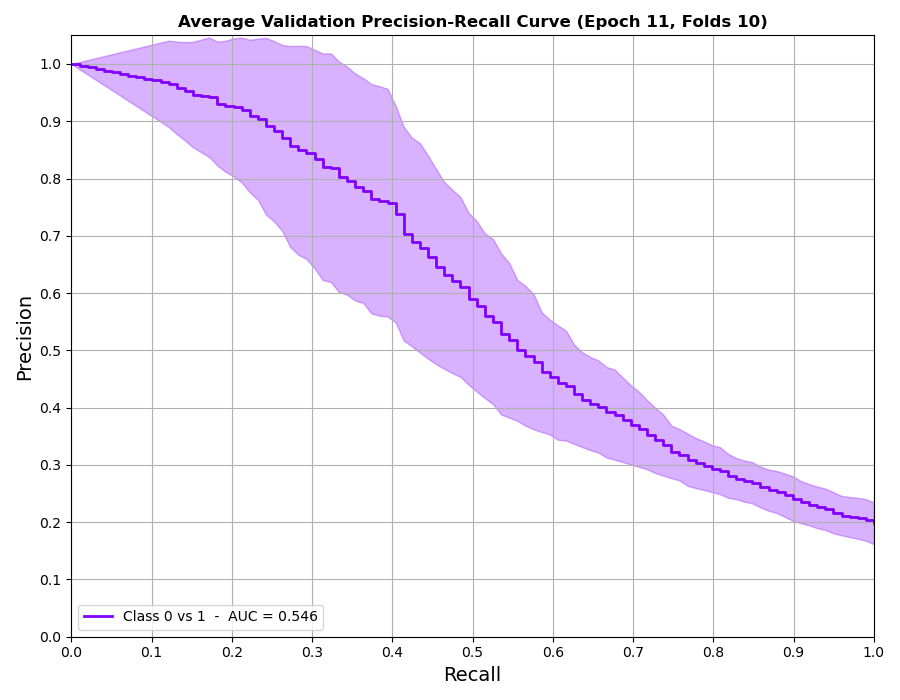 Average Validation Precision-Recall Curve (Epoch 11, Folds 10)
Precision
1.0
0.9
0.8
0.7
0.6
0.5
0.4
0.3
0.2
0.1
0.0
Class 0 vs 1 - AUC = 0.546
0.0 0.1 0.2 0.3 0.4 0.5 0.6 0.7 0.8 0.9 1.0
Recall